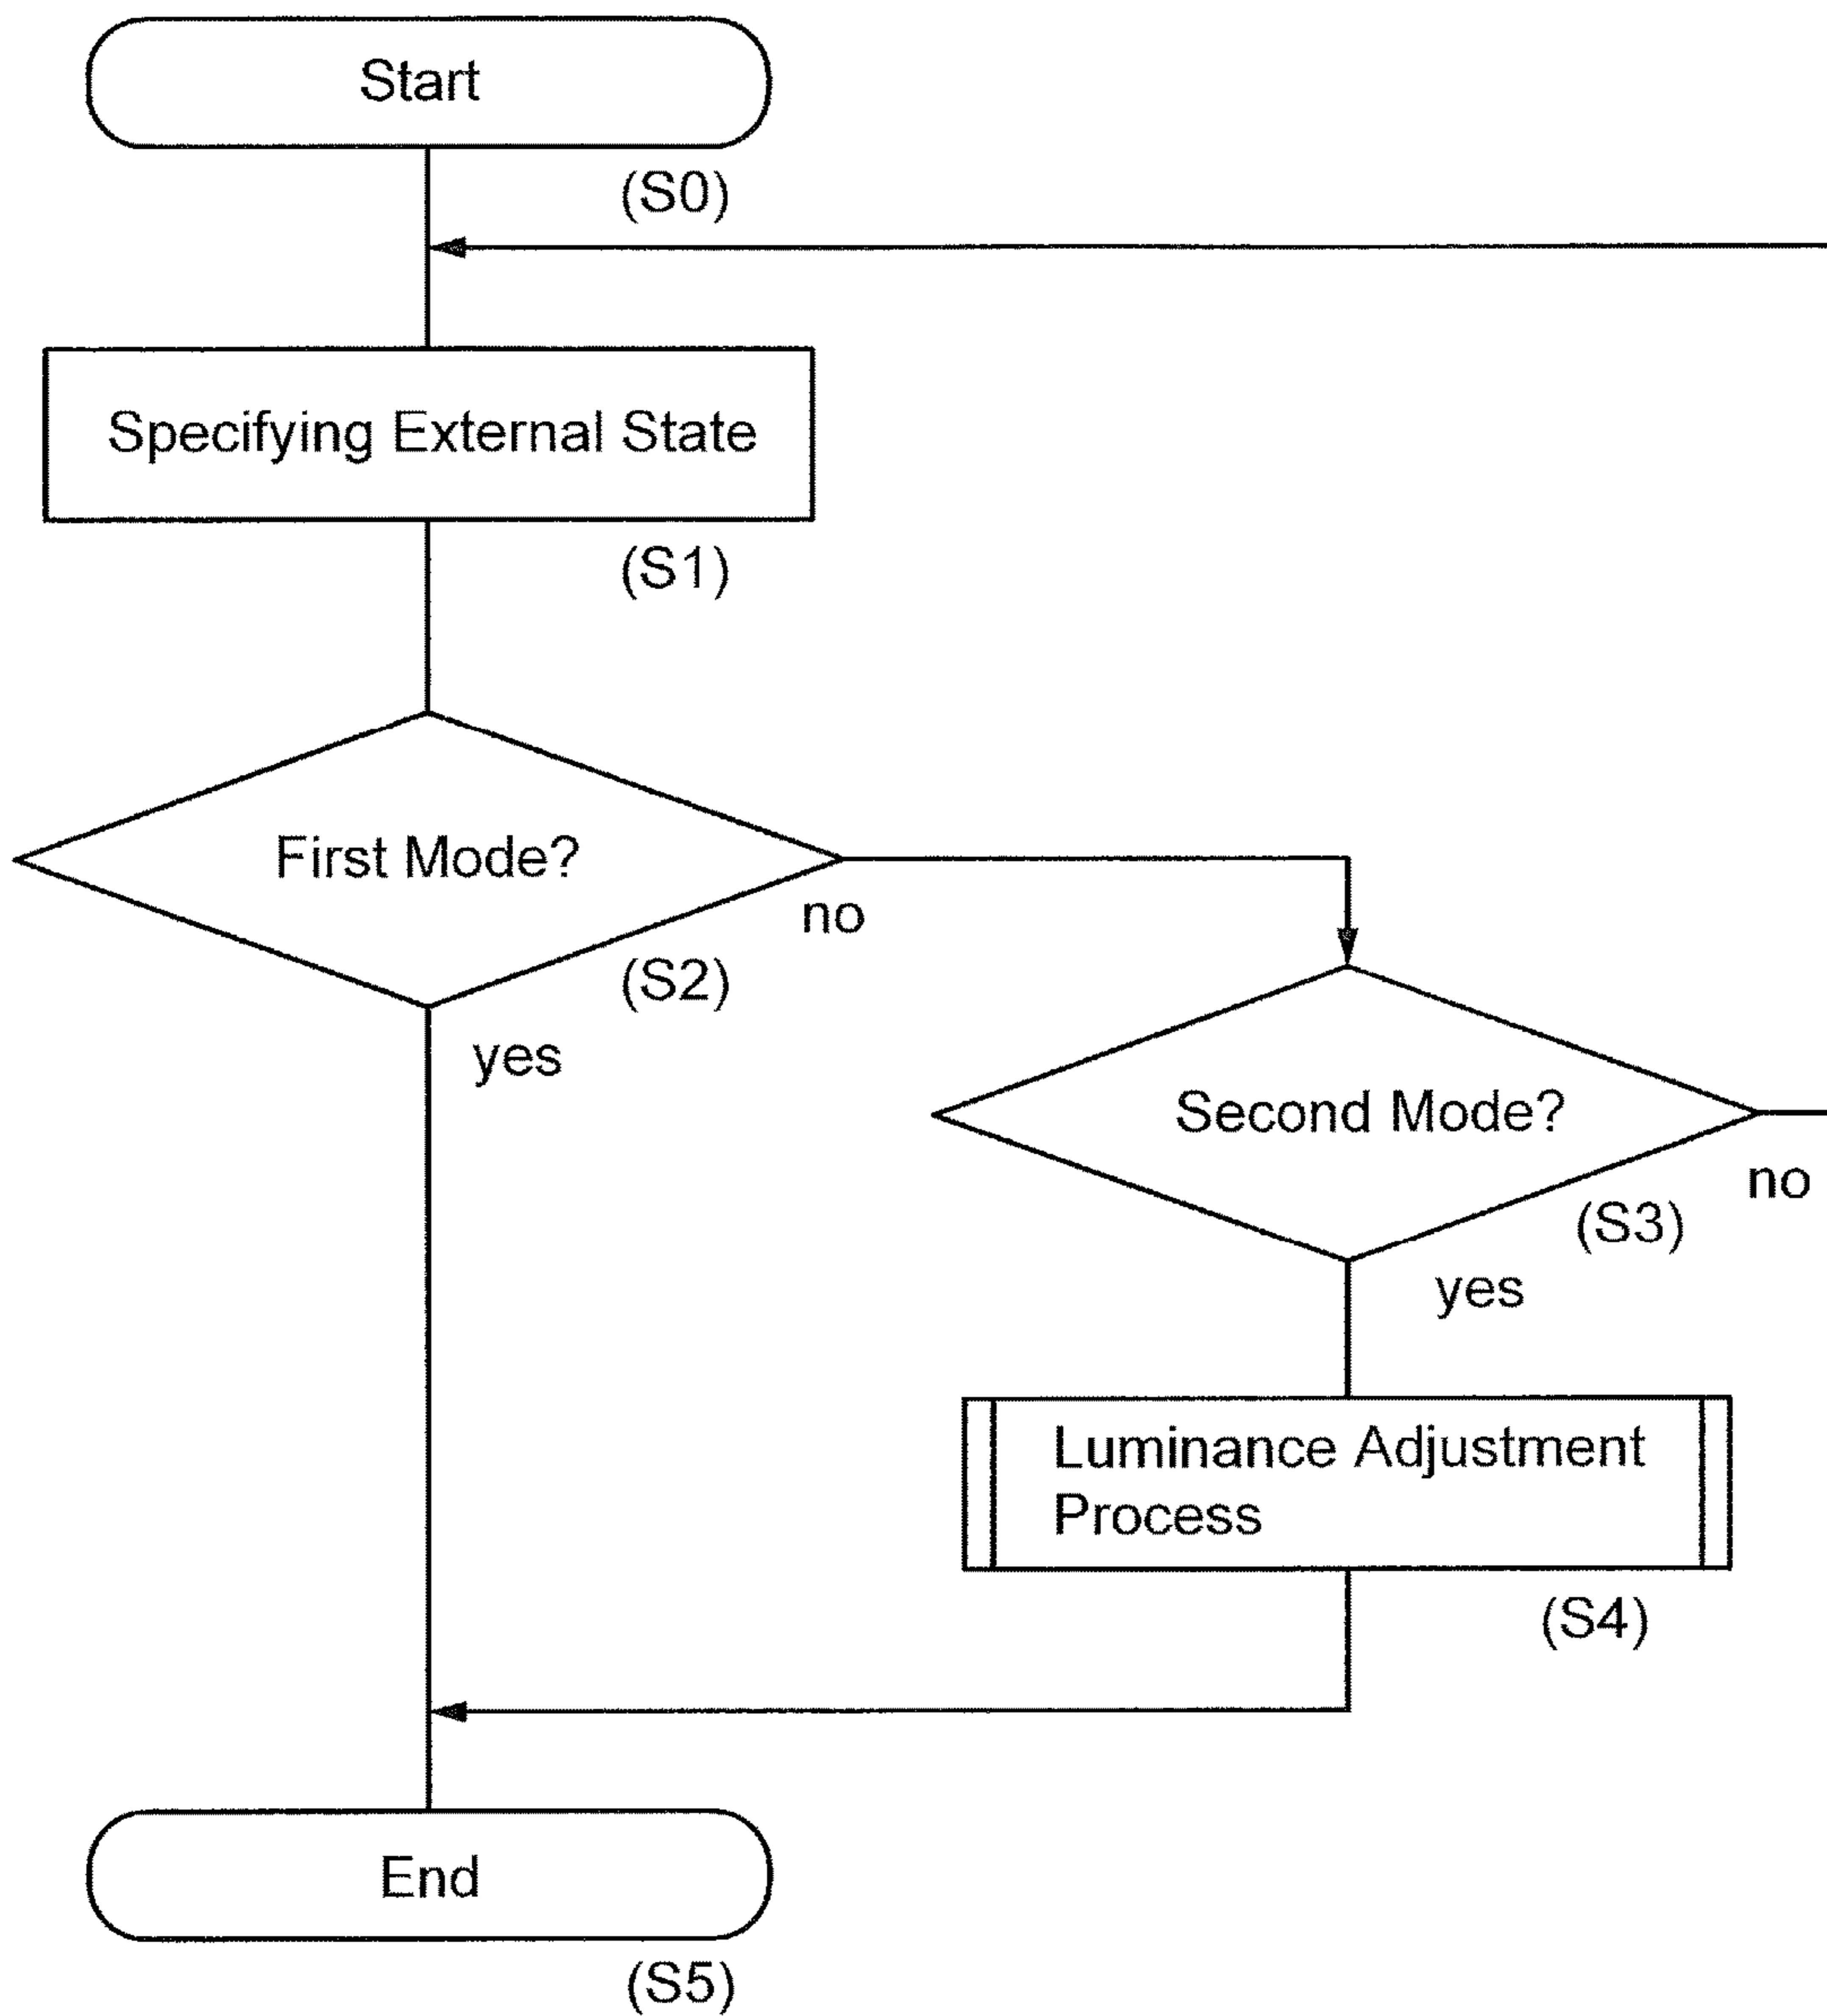 Start
(S0)
Specifying External State
(S1)
First Mode?
no
(S2)
yes
Second Mode?
no
(S3)
yes
Luminance Adjustment
Process
(S4)
End
(S5)